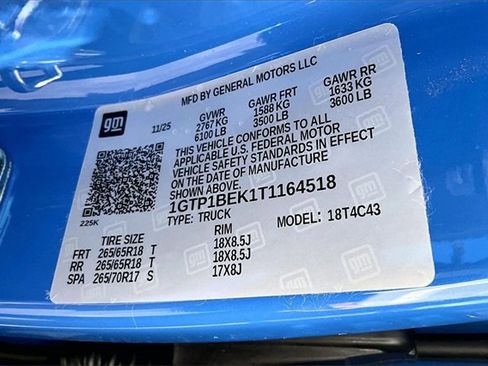 MFD BY GENERAL MOTORS LLC
gm
11/25
GVWR GAWR FRT GAWR RR
2767 KG 1588 KG 1633 KG
6100 LB 3500 LB 3600 LB
THIS VEHICLE CONFORMS TO ALL
APPLICABLE U.S. FEDERAL MOTOR
VEHICLE SAFETY STANDARDS IN EFFECT
ON THE DATE OF MANUFACTURE
SHOWN ABOVE.
225K
1GTP1BEK1T1164518
TYPE: TRUCK MODEL: 18T4C43
TIRE SIZE RIM
FRT 265/65R18 T 18X8.5J
RR 265/65R18 T 18X8.5J
SPA 265/70R17 S 17X8J